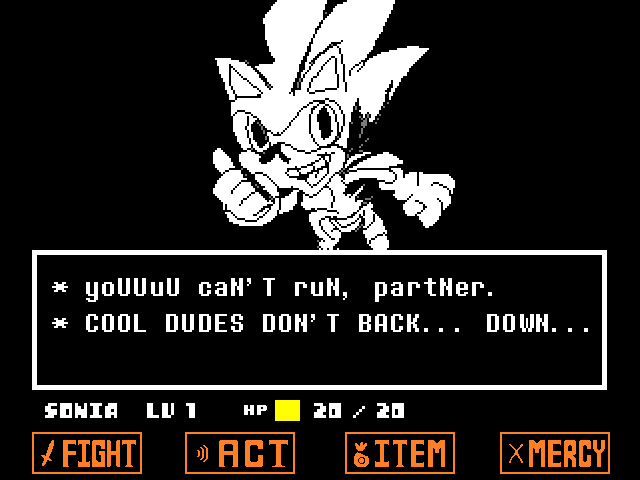 * yoUUuU caN'T ruN, partNer.
* COOL DUDES DON'T BACK... DOWN...
SONIA LV 1 HP 20 / 20
FIGHT ACT ITEM MERCY